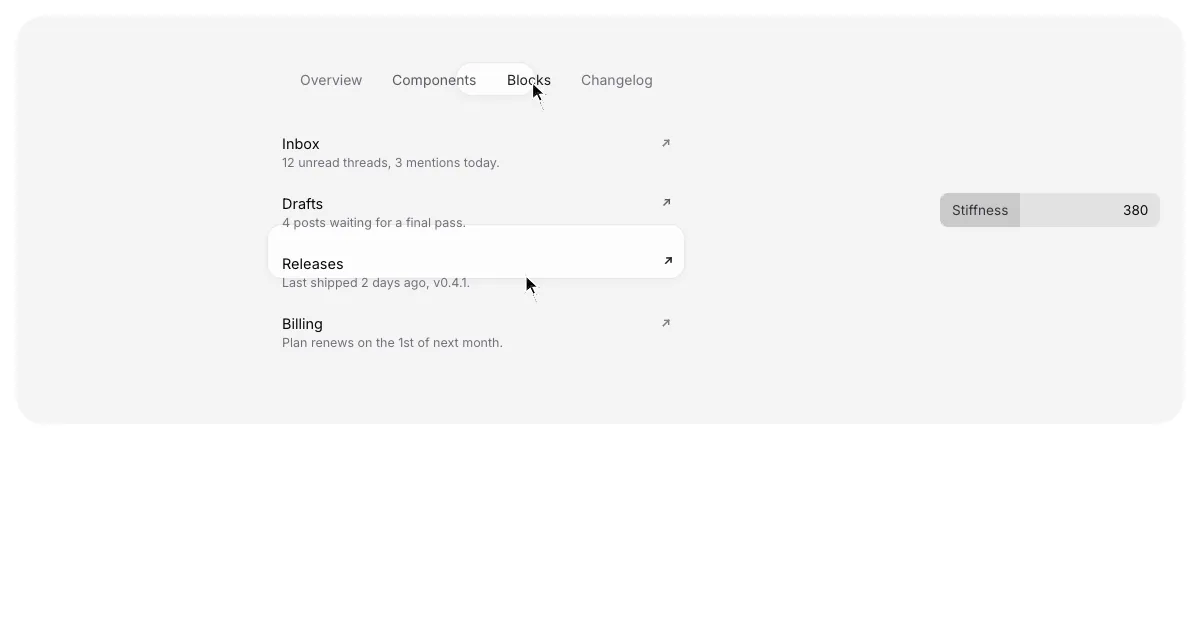 Overview Components Blocks Changelog
Inbox
12 unread threads, 3 mentions today.
Drafts
4 posts waiting for a final pass.
Stiffness 380
Releases
Last shipped 2 days ago, v0.4.1.
Billing
Plan renews on the 1st of next month.